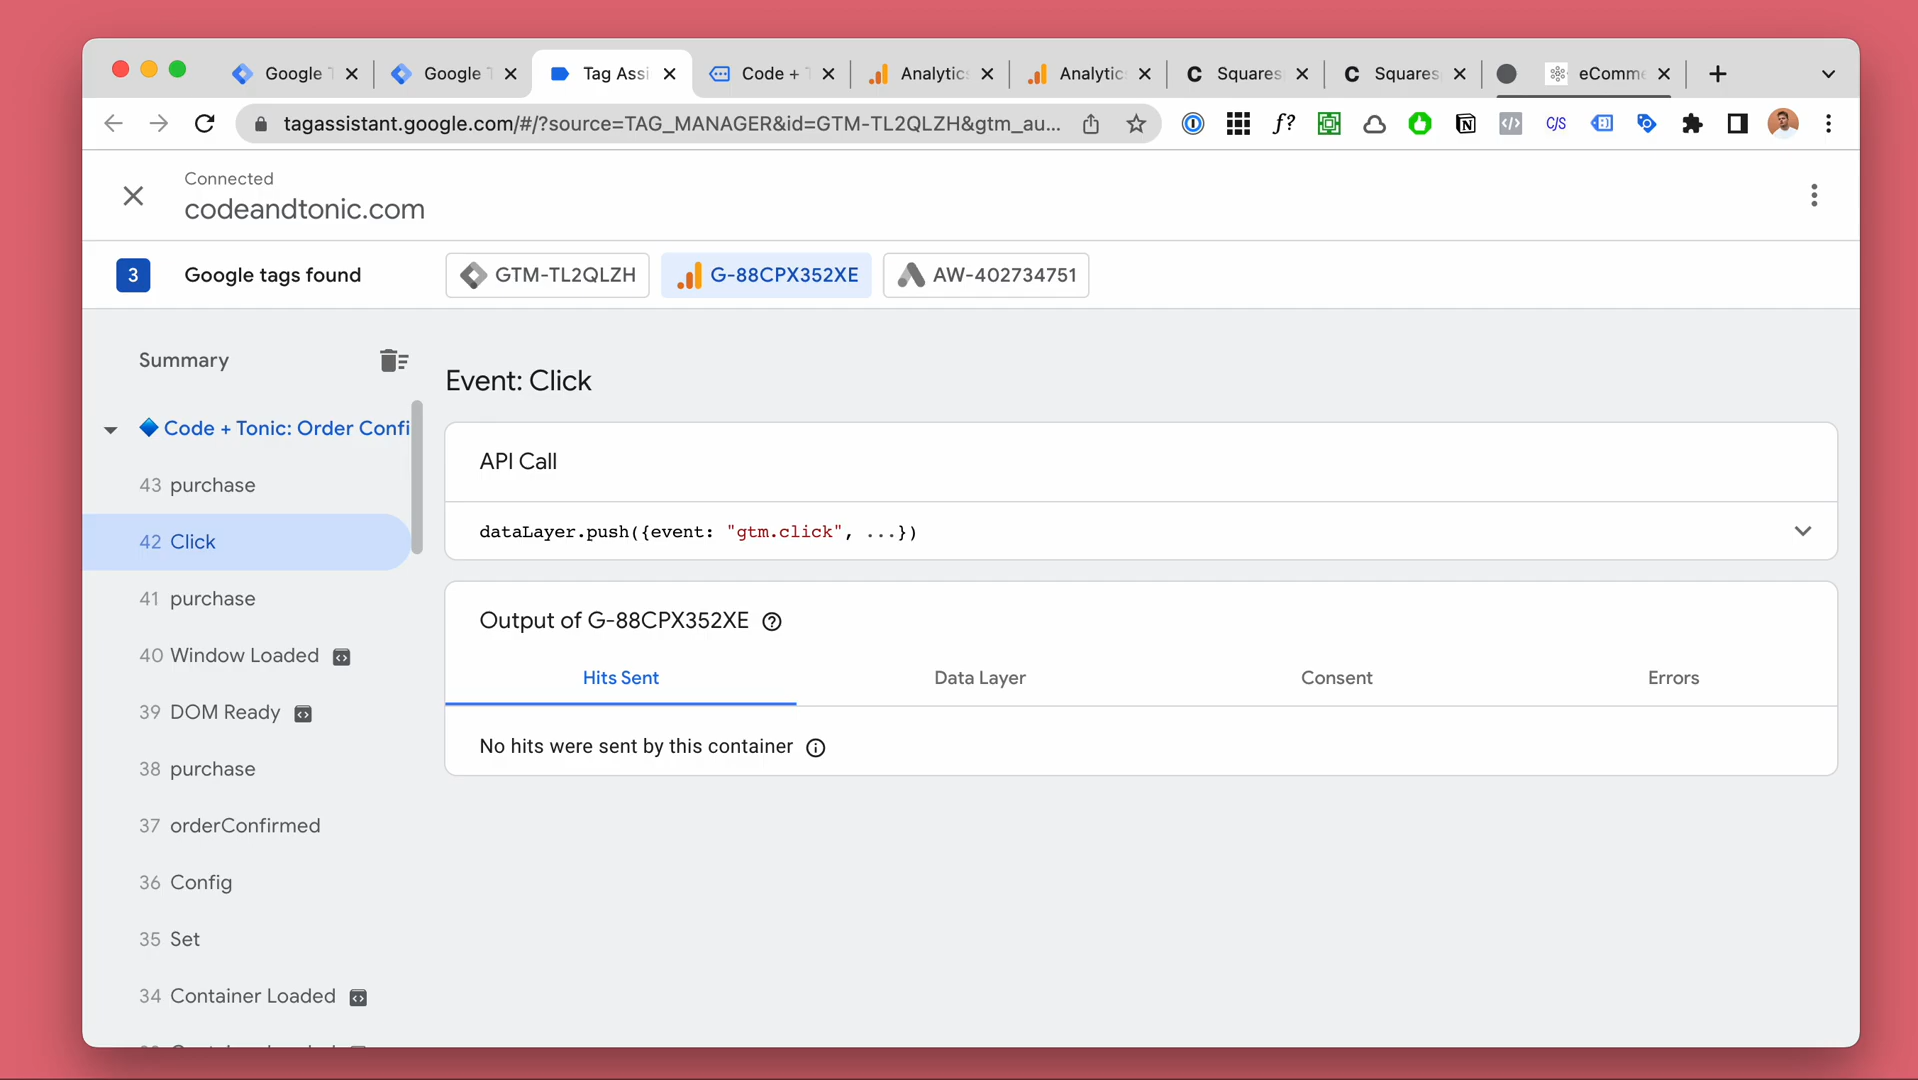 Google T
Google T
Tag Assi
Code + T
Analytics
Analytics
Squares
Squares
eComme
tagassistant.google.com/#/?source=TAG_MANAGER&id=GTM-TL2QLZH&gtm_au...
f?
C/S
Connected
codeandtonic.com
3
Google tags found
GTM-TL2QLZH
G-88CPX352XE
AW-402734751
Summary
Code + Tonic: Order Confi
43 purchase
42 Click
41 purchase
40 Window Loaded
39 DOM Ready
38 purchase
37 orderConfirmed
36 Config
35 Set
34 Container Loaded
Event: Click
API Call
dataLayer.push({event: "gtm.click", ...})
Output of G-88CPX352XE
Hits Sent
Data Layer
Consent
Errors
No hits were sent by this container